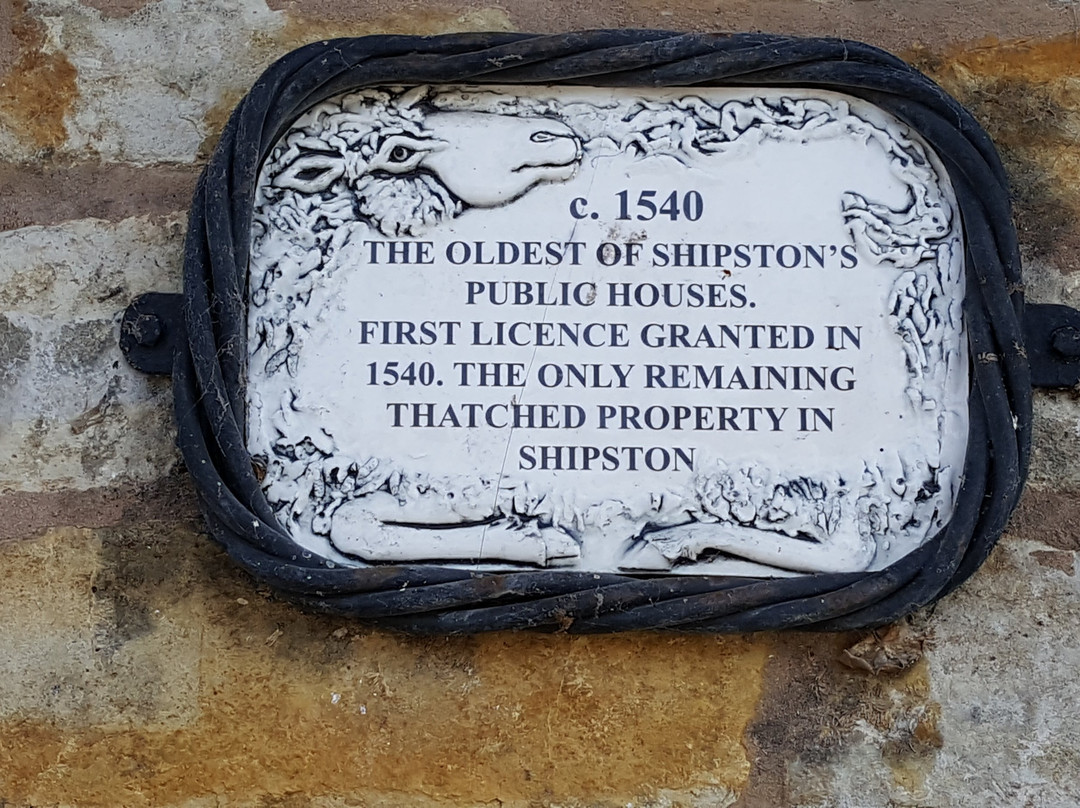 c. 1540
THE OLDEST OF SHIPSTON'S
PUBLIC HOUSES.
FIRST LICENCE GRANTED IN
1540. THE ONLY REMAINING
THATCHED PROPERTY IN
SHIPSTON